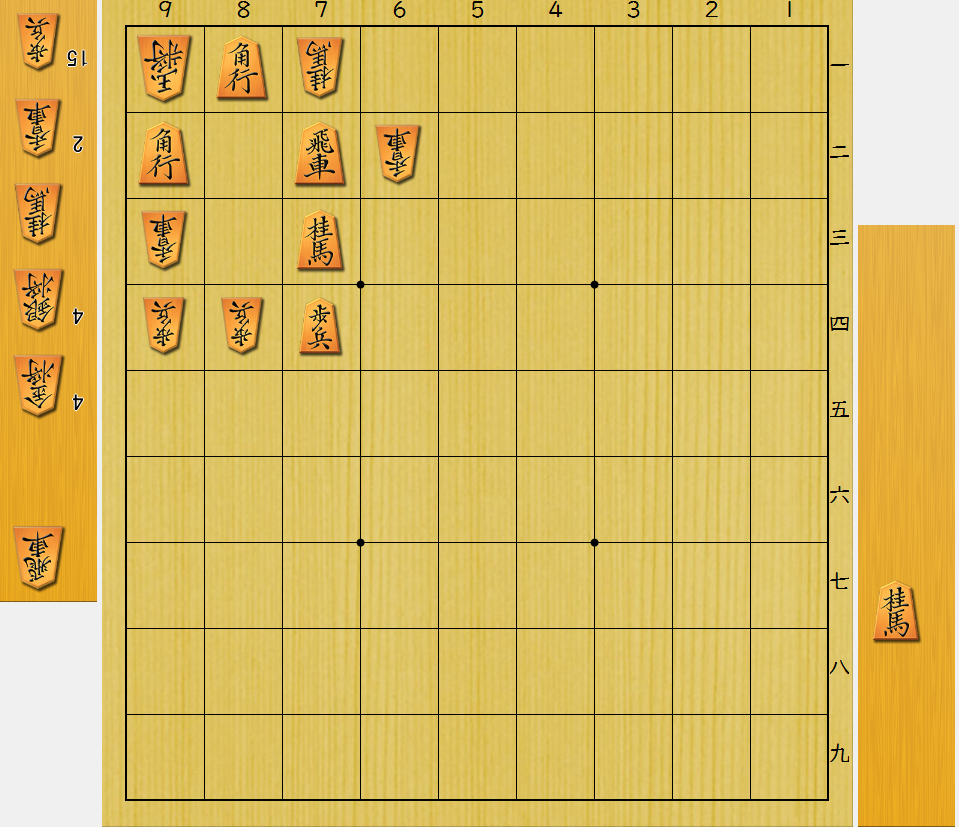 9 8 7 6 5 4 3 2 1
玉将 角行 桂馬 一
角行 飛車 香車 二
香車 桂馬 三
歩兵 歩兵 歩兵 四
五
六
七
八
九
歩兵 15
香車 2
桂馬
銀将 4
金将 4
飛車
桂馬